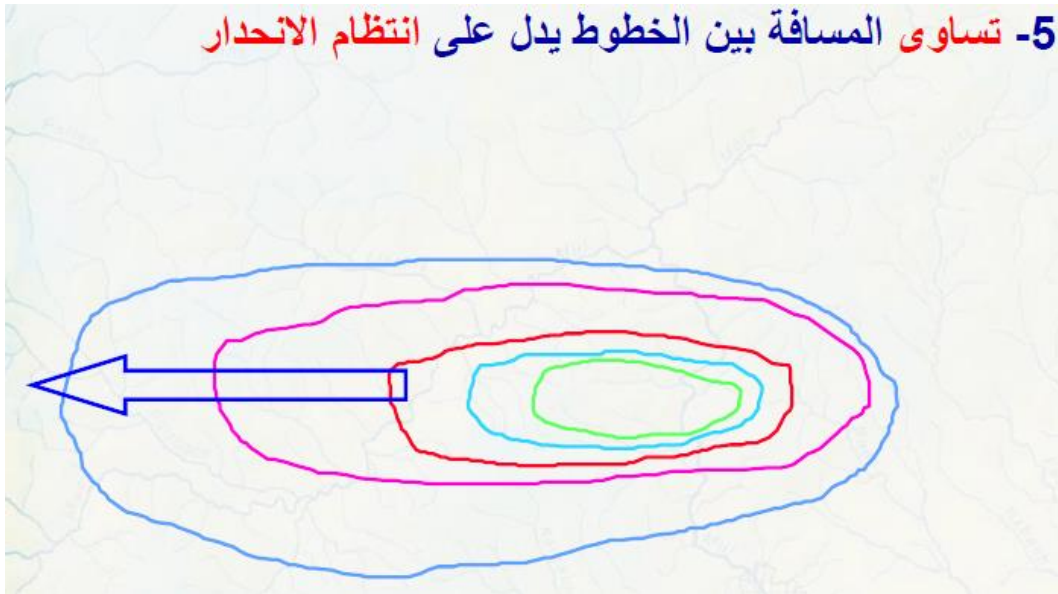 5- تساوى المسافة بين الخطوط يدل على انتظام الانحدار